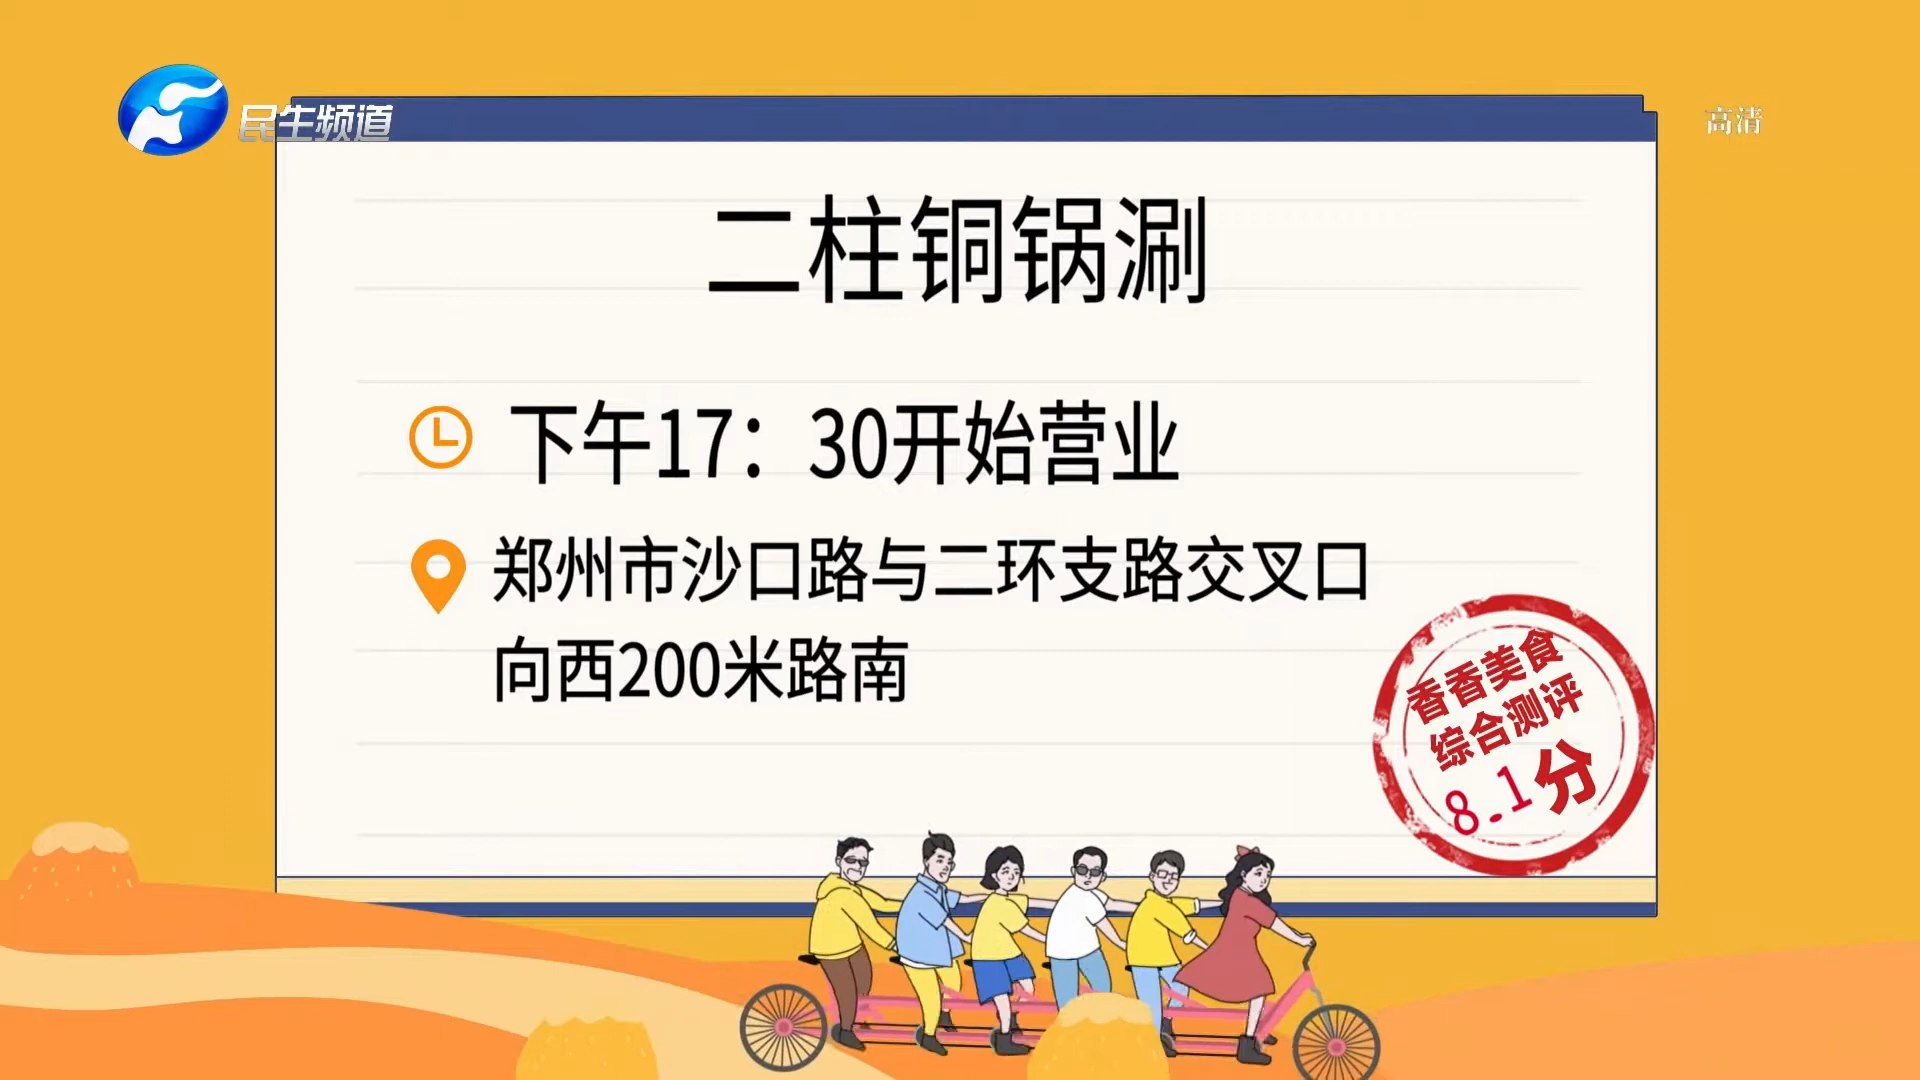 民生频道
高清
二柱铜锅涮
下午17：30开始营业
郑州市沙口路与二环支路交叉口
向西200米路南
香香美食
综合测评
8.1分